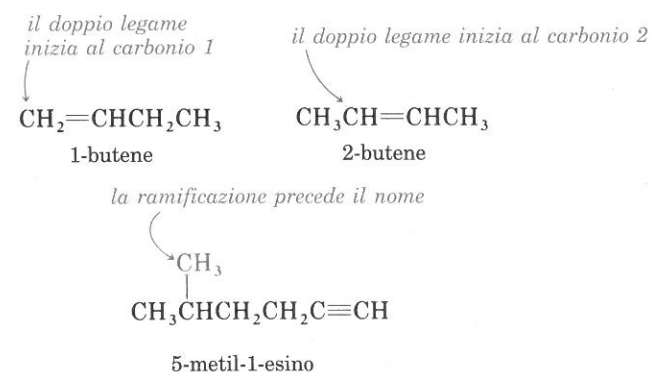 il doppio legame
inizia al carbonio 1
il doppio legame inizia al carbonio 2
CH₂=CHCH₂CH₃
CH₃CH=CHCH₃
1-butene
2-butene
la ramificazione precede il nome
CH₃
CH₃CHCH₂CH₂C≡CH
5-metil-1-esino